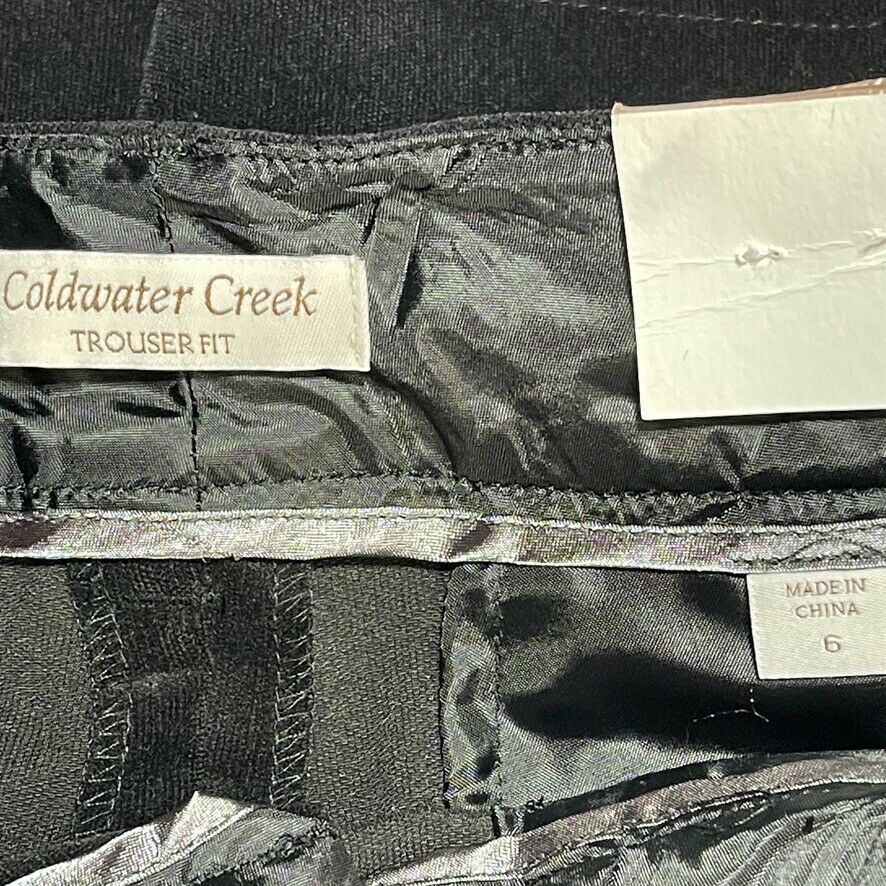 Coldwater Creek
TROUSER FIT
MADE IN
CHINA
6